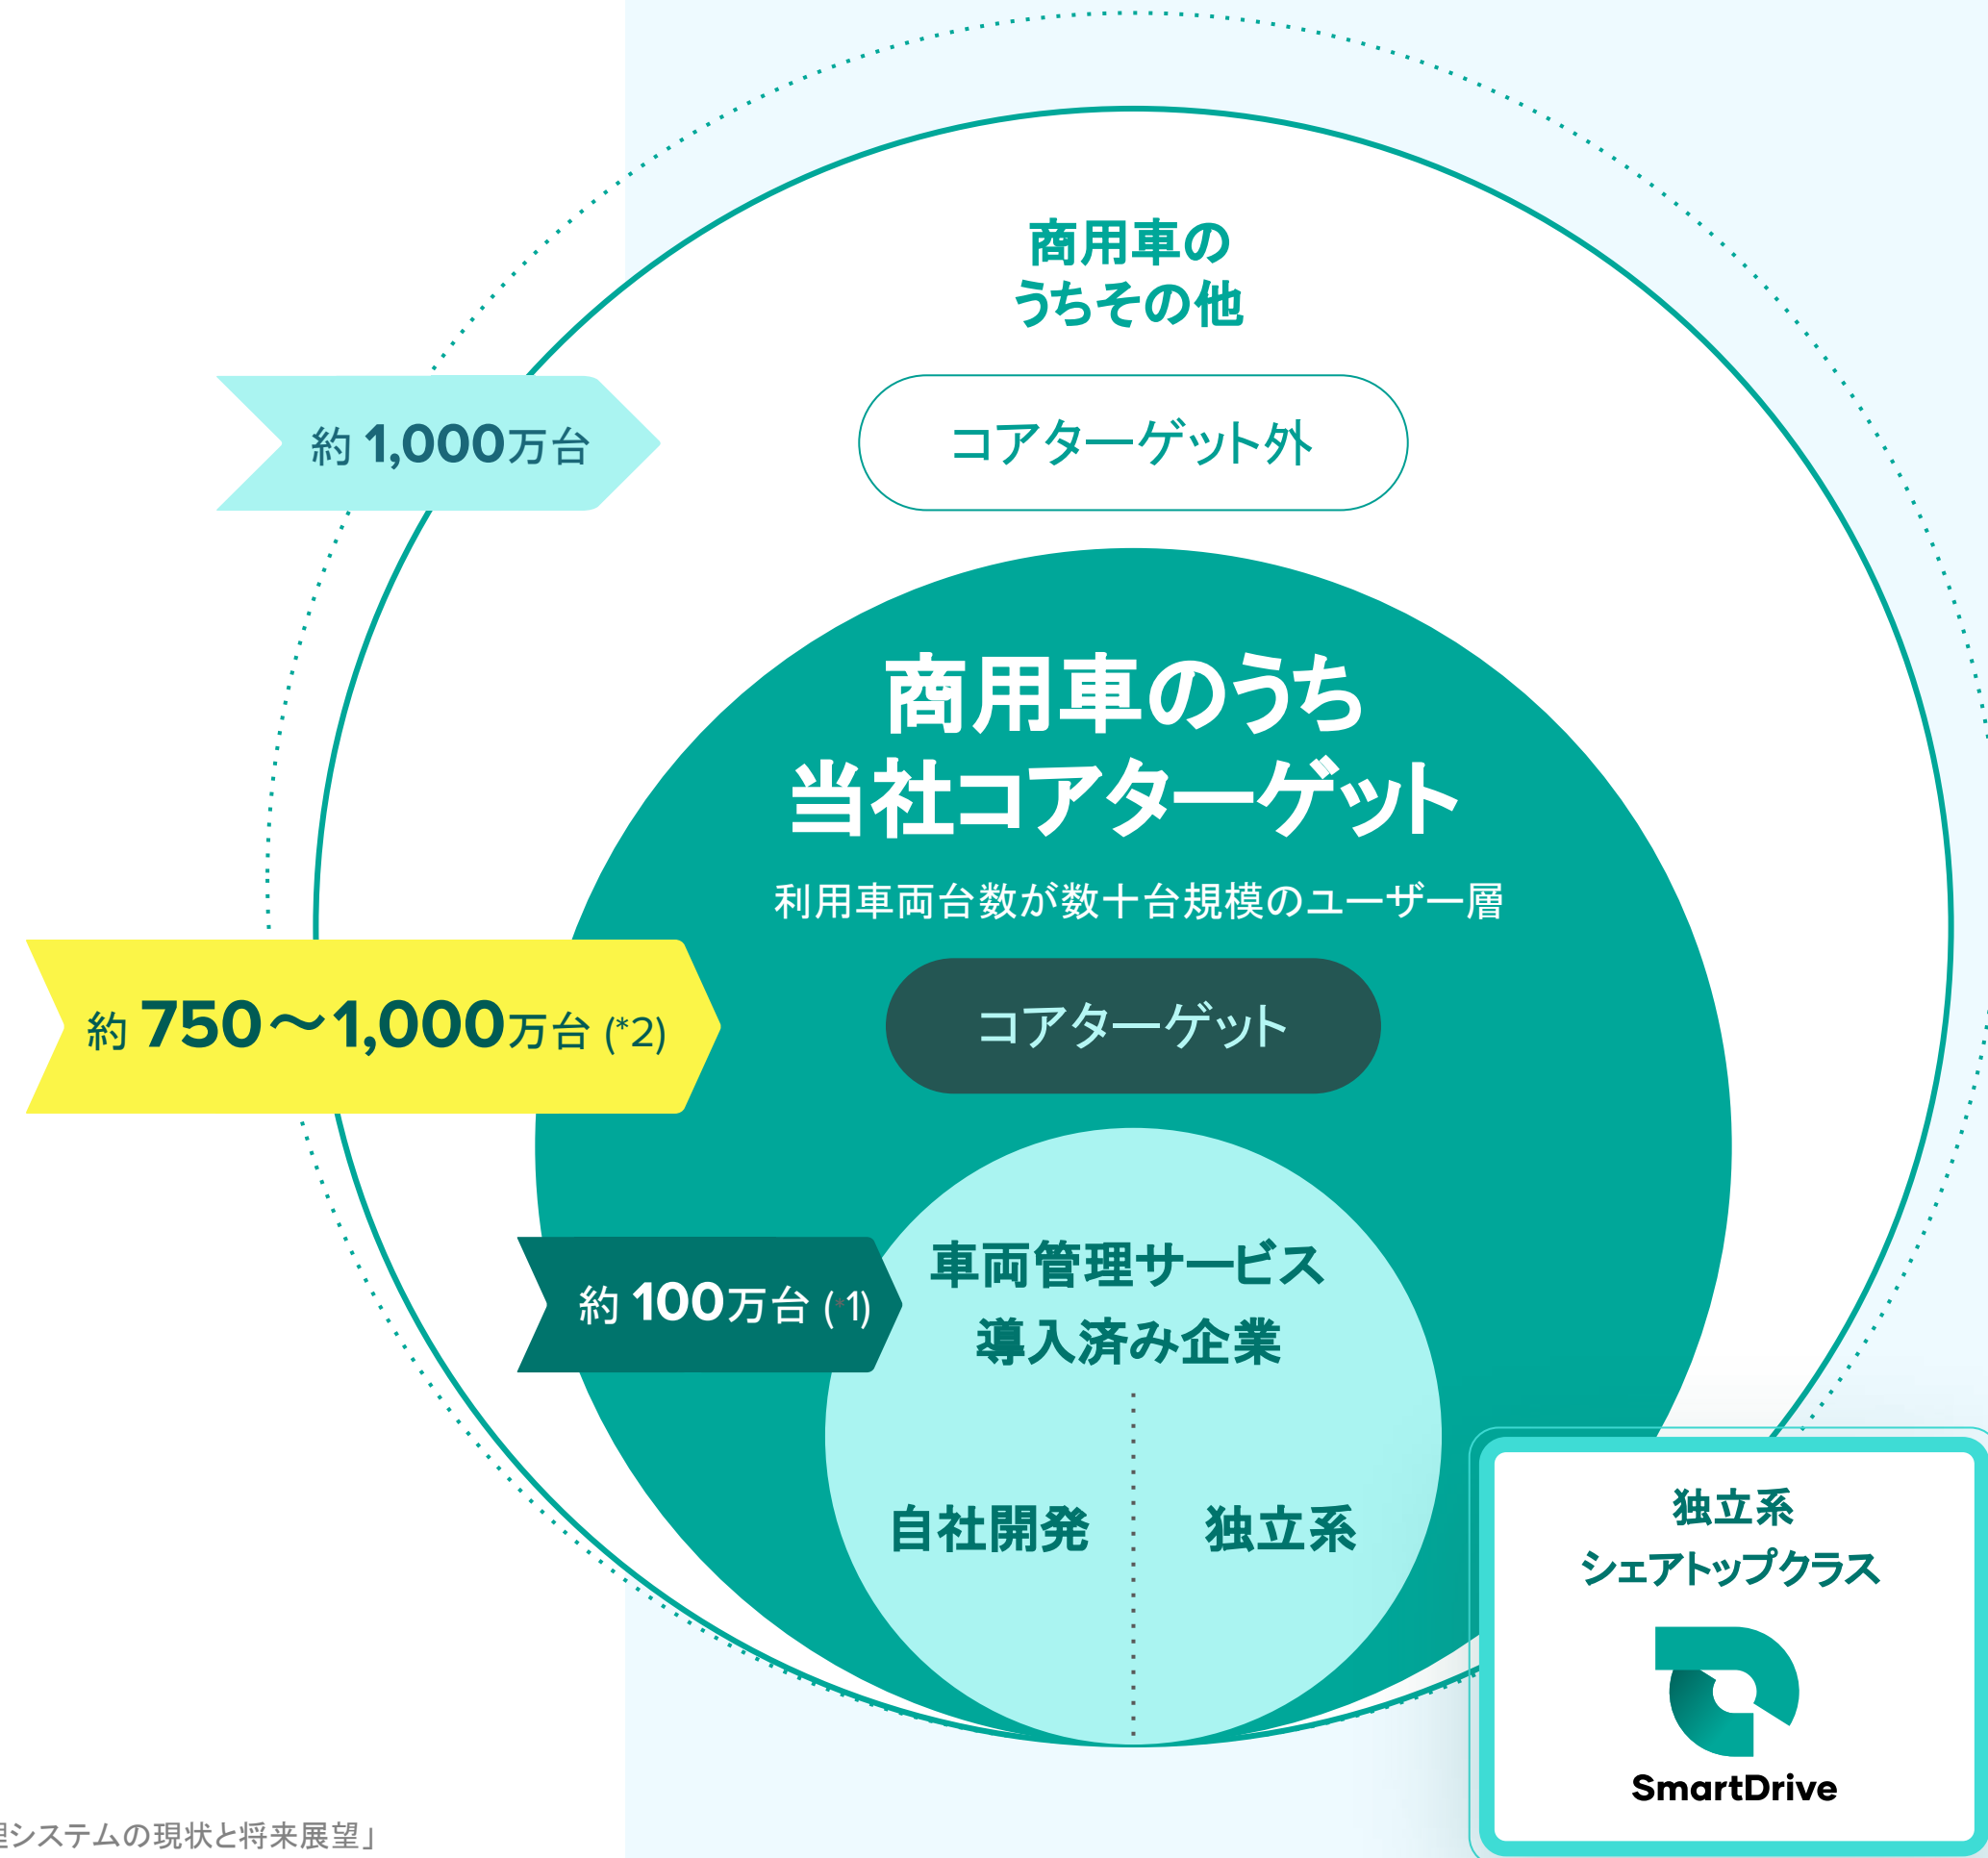 商用車の
うちその他
約 1,000万台
コアターゲット外
商用車のうち
当社コアターゲット
利用車両台数が数十台規模のユーザー層
約 750〜1,000万台 (*2)
コアターゲット
車両管理サービス
導入済み企業
約 100万台 (*1)
自社開発
独立系
独立系
シェアトップクラス
SmartDrive
システムの現状と将来展望」